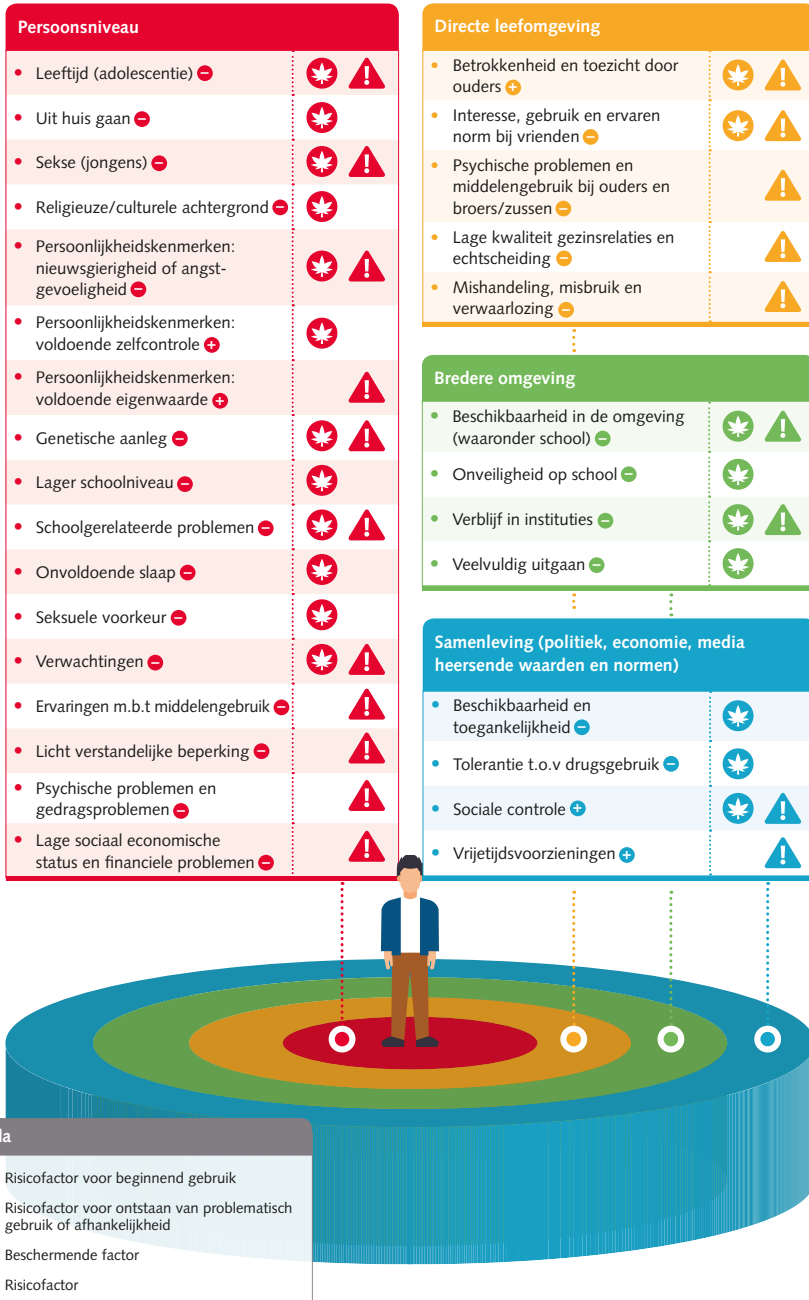 Persoonsniveau
• Leeftijd (adolescentie) −
• Uit huis gaan −
• Sekse (jongens) −
• Religieuze/culturele achtergrond −
• Persoonlijkheidskenmerken:
nieuwsgierigheid of angst-
gevoeligheid −
• Persoonlijkheidskenmerken:
voldoende zelfcontrole +
• Persoonlijkheidskenmerken:
voldoende eigenwaarde +
• Genetische aanleg −
• Lager schoolniveau −
• Schoolgerelateerde problemen −
• Onvoldoende slaap −
• Seksuele voorkeur −
• Verwachtingen −
• Ervaringen m.b.t middelengebruik −
• Licht verstandelijke beperking −
• Psychische problemen en
gedragsproblemen −
• Lage sociaal economische
status en financiele problemen −
Directe leefomgeving
• Betrokkenheid en toezicht door
ouders +
• Interesse, gebruik en ervaren
norm bij vrienden −
• Psychische problemen en
middelengebruik bij ouders en
broers/zussen −
• Lage kwaliteit gezinsrelaties en
echtscheiding −
• Mishandeling, misbruik en
verwaarlozing −
Bredere omgeving
• Beschikbaarheid in de omgeving
(waaronder school) −
• Onveiligheid op school −
• Verblijf in instituties −
• Veelvuldig uitgaan −
Samenleving (politiek, economie, media
heersende waarden en normen)
• Beschikbaarheid en
toegankelijkheid −
• Tolerantie t.o.v drugsgebruik −
• Sociale controle +
• Vrijetijdsvoorzieningen +
Risicofactor voor beginnend gebruik
Risicofactor voor ontstaan van problematisch
gebruik of afhankelijkheid
Beschermende factor
Risicofactor